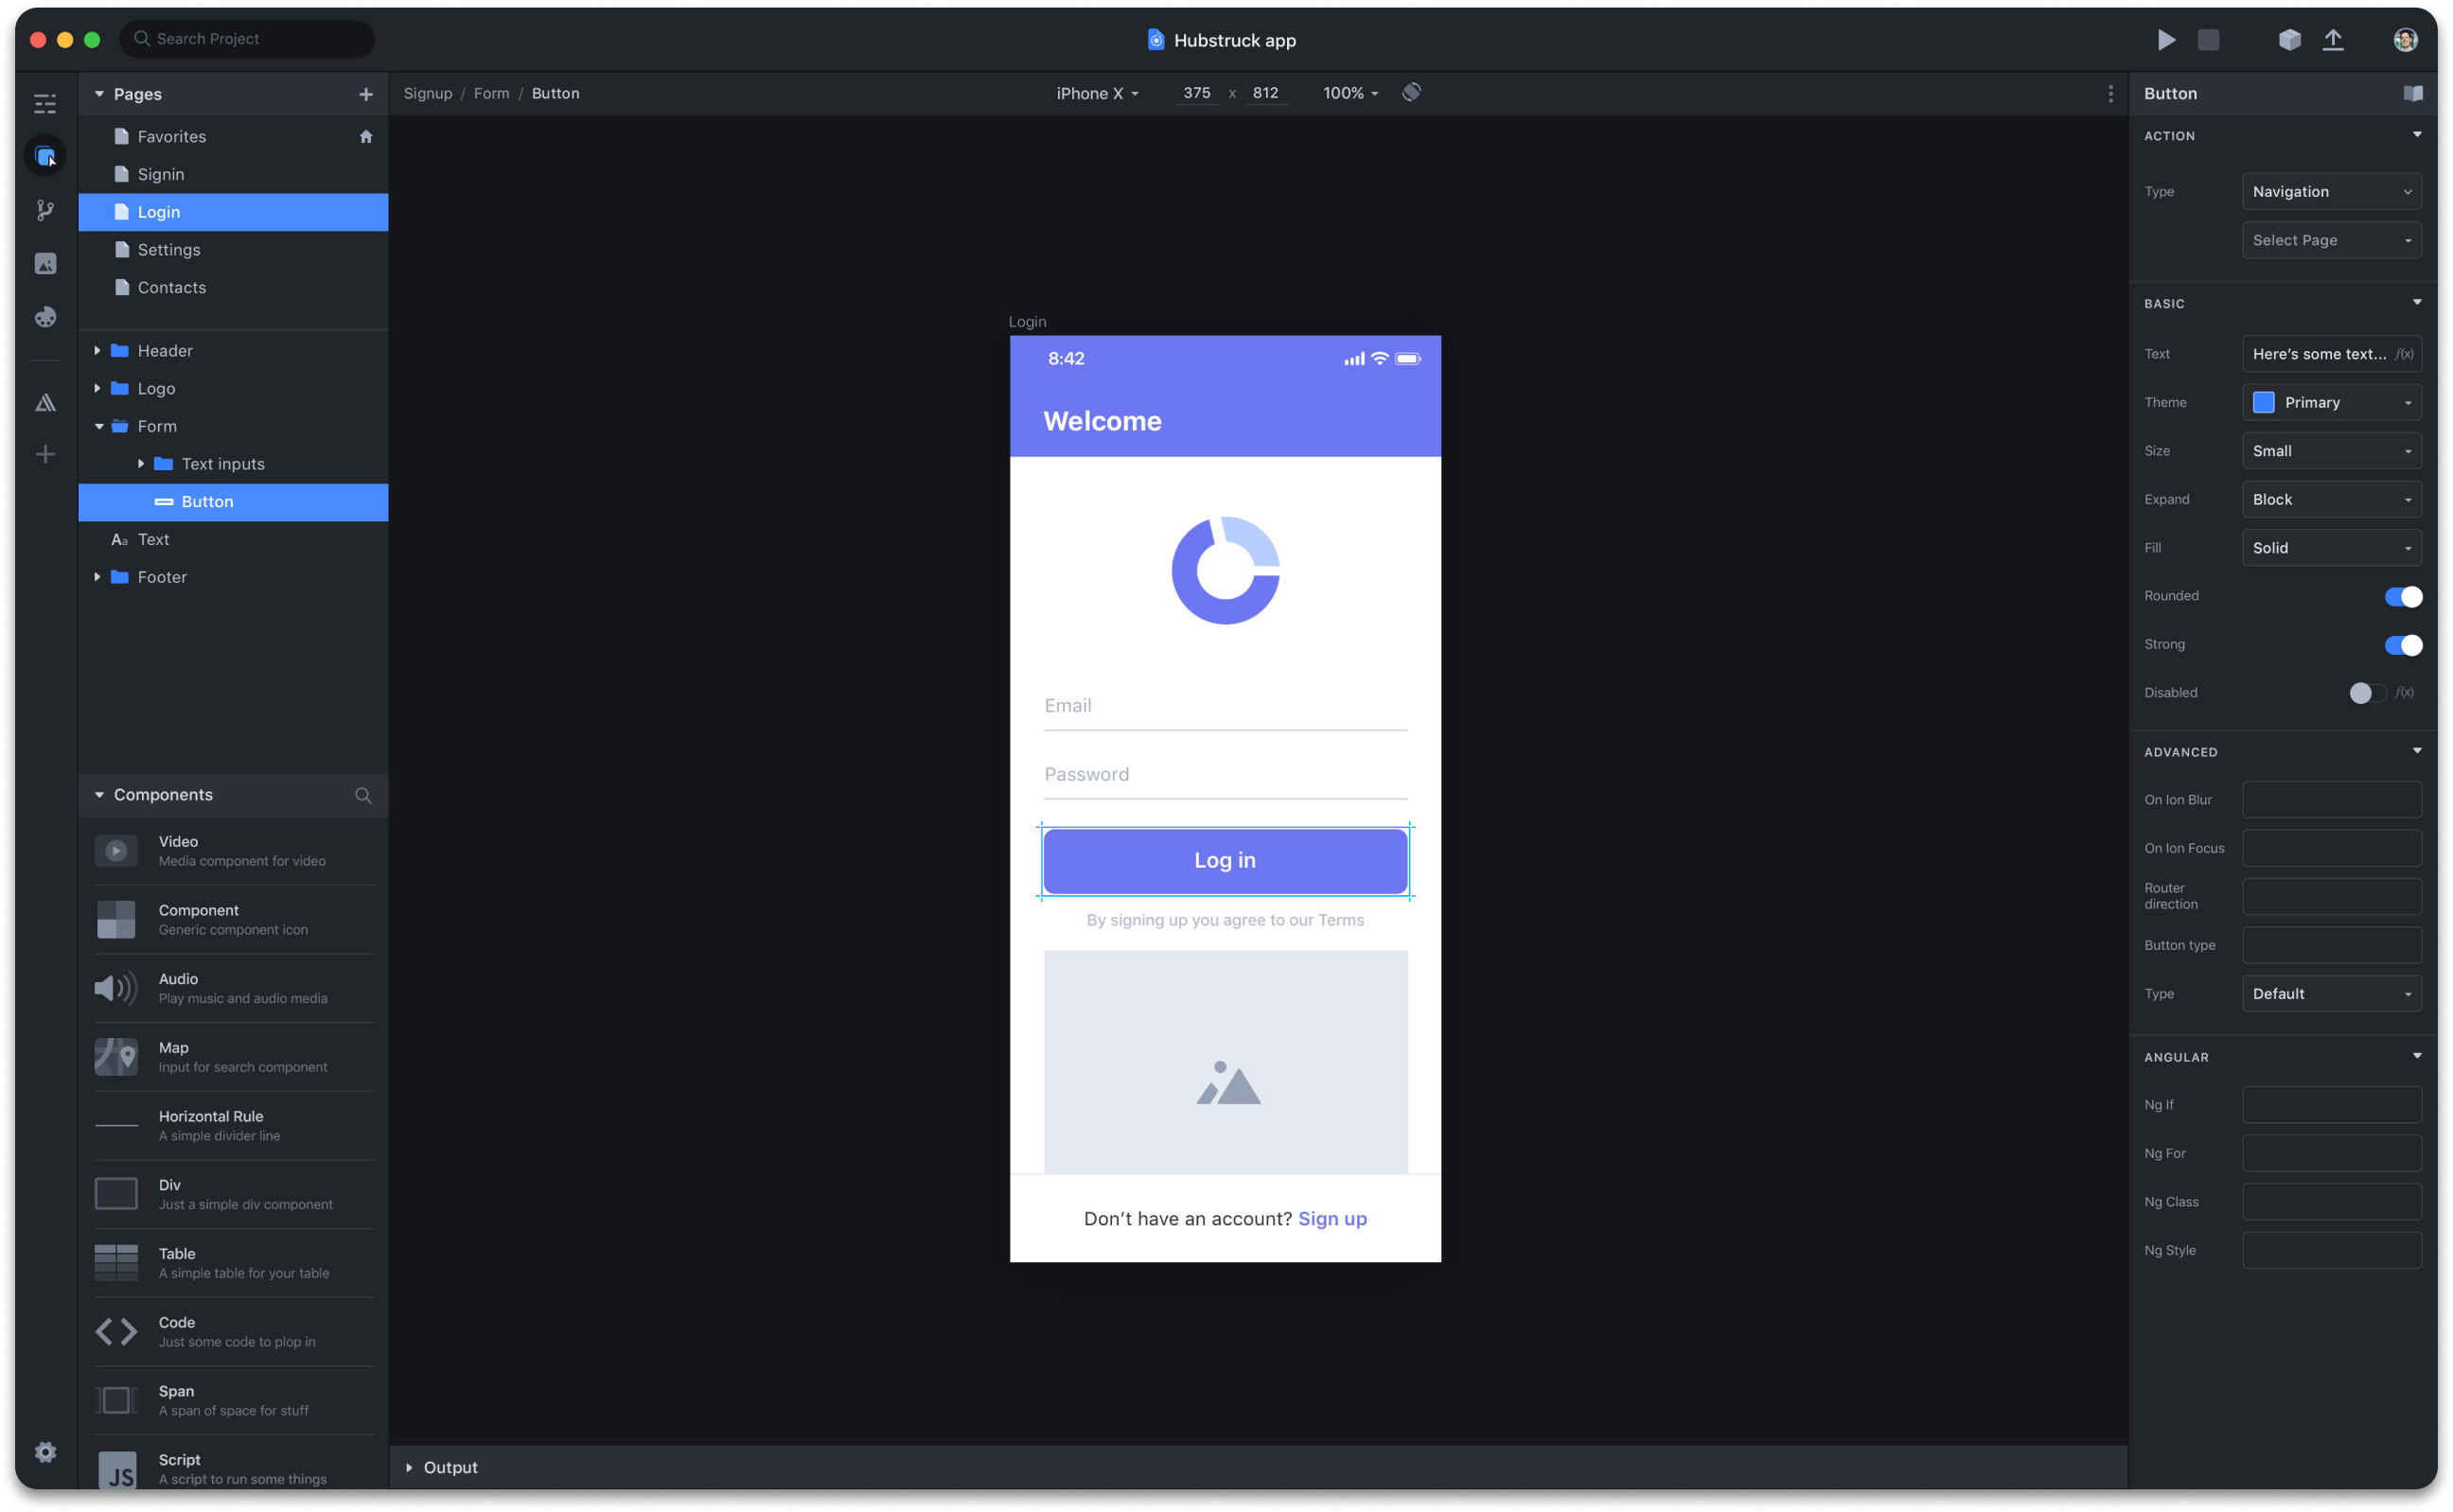 Search Project
Hubstruck app
Pages
Signup / Form / Button
iPhone X
375 x 812
100%
Button
Favorites
Signin
Login
Settings
Contacts
Header
Logo
Form
Text inputs
Button
Aa Text
Footer
Components
Video
Media component for video
Component
Generic component icon
Audio
Play music and audio media
Map
Input for search component
Horizontal Rule
A simple divider line
Div
Just a simple div component
Table
A simple table for your table
Code
Just some code to plop in
Span
A span of space for stuff
JS
Script
A script to run some things
Login
8:42
Welcome
Email
Password
Log in
By signing up you agree to our Terms
Don’t have an account? Sign up
Output
ACTION
Type Navigation
Select Page
BASIC
Text Here’s some text... f(x)
Theme Primary
Size Small
Expand Block
Fill Solid
Rounded
Strong
Disabled f(x)
ADVANCED
On Ion Blur
On Ion Focus
Router
direction
Button type
Type Default
ANGULAR
Ng If
Ng For
Ng Class
Ng Style